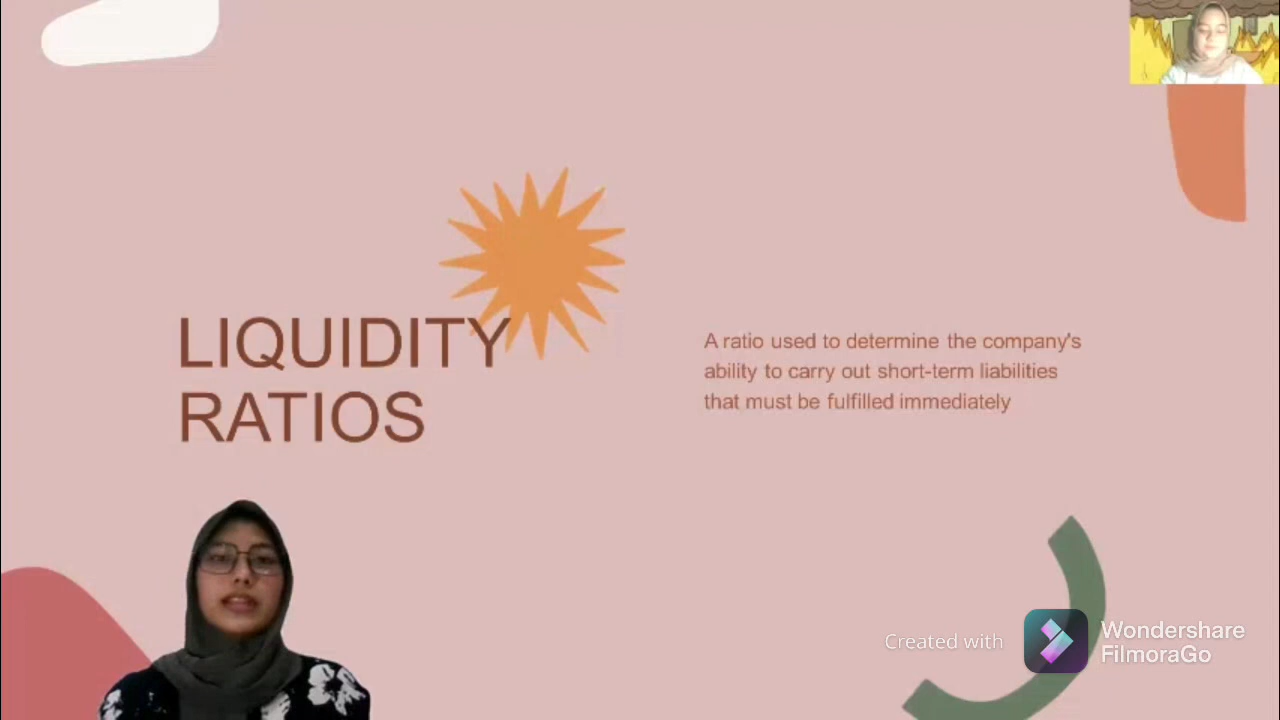 LIQUIDITY
RATIOS
A ratio used to determine the company's
ability to carry out short-term liabilities
that must be fulfilled immediately
Created with
Wondershare
FilmoraGo